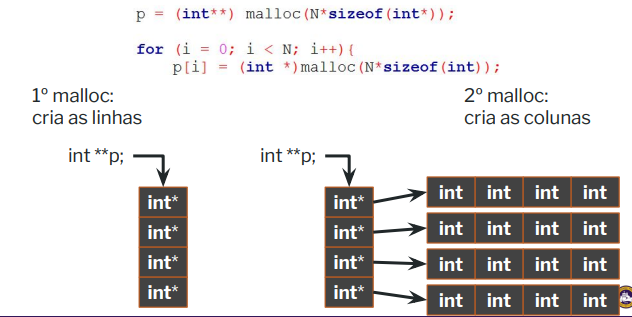 p = (int**) malloc(N*sizeof(int*));
for (i = 0; i < N; i++){
p[i] = (int *)malloc(N*sizeof(int));
1º malloc:
cria as linhas
2º malloc:
cria as colunas
int **p;
int*
int*
int*
int*
int **p;
int*
int*
int*
int*
int int int int
int int int int
int int int int
int int int int